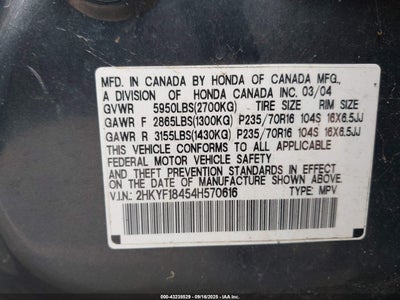 MFD. IN CANADA BY HONDA OF CANADA MFG.,
A DIVISION OF HONDA CANADA INC. 03/04
GVWR 5950LBS(2700KG) TIRE SIZE RIM SIZE
GAWR F 2865LBS(1300KG) P235/70R16 104S 16X6.5JJ
GAWR R 3155LBS(1430KG) P235/70R16 104S 16X6.5JJ
THIS VEHICLE CONFORMS TO ALL APPLICABLE
FEDERAL MOTOR VEHICLE SAFETY
AND THEFT PREVENTION STANDARDS IN EFFECT
ON THE DATE OF MANUFACTURE SHOWN ABOVE.
V.I.N.: 2HKYF18454H570616 TYPE: MPV
000-43238529 - 09/16/2025 - IAAI.COM